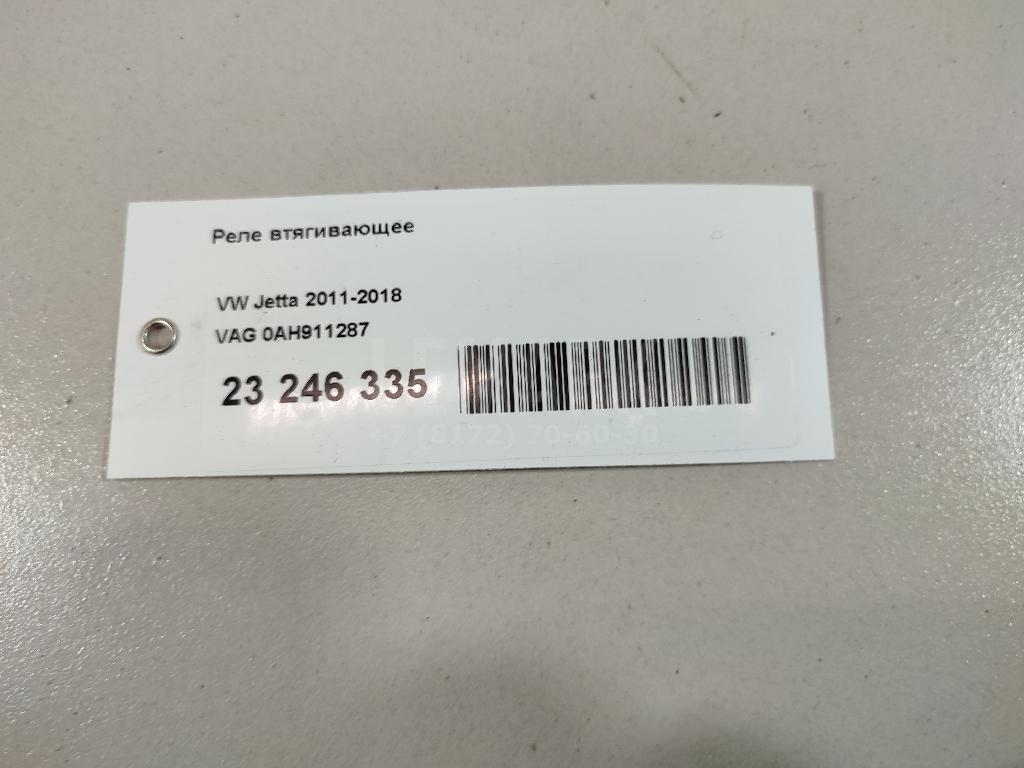 Реле втягивающее
VW Jetta 2011-2018
VAG 0AH911287
23 246 335
+7 (8172) 70-60-30